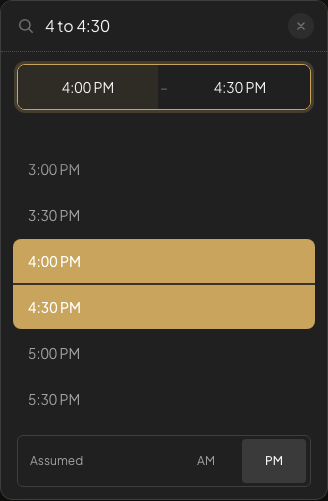 4 to 4:30
4:00 PM – 4:30 PM
3:00 PM
3:30 PM
4:00 PM
4:30 PM
5:00 PM
5:30 PM
Assumed AM PM